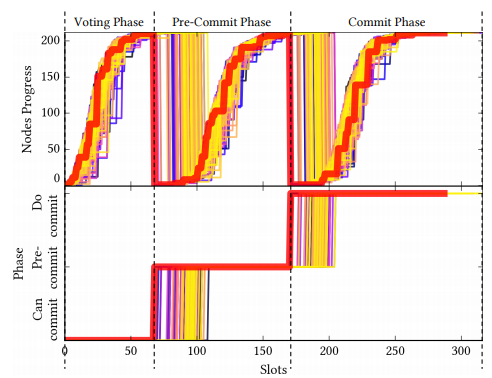 Voting Phase Pre-Commit Phase Commit Phase
200
150
100
50
0
Nodes Progress
Do
commit
Pre-
commit
Can
commit
Phase
0 50 100 150 200 250 300
Slots